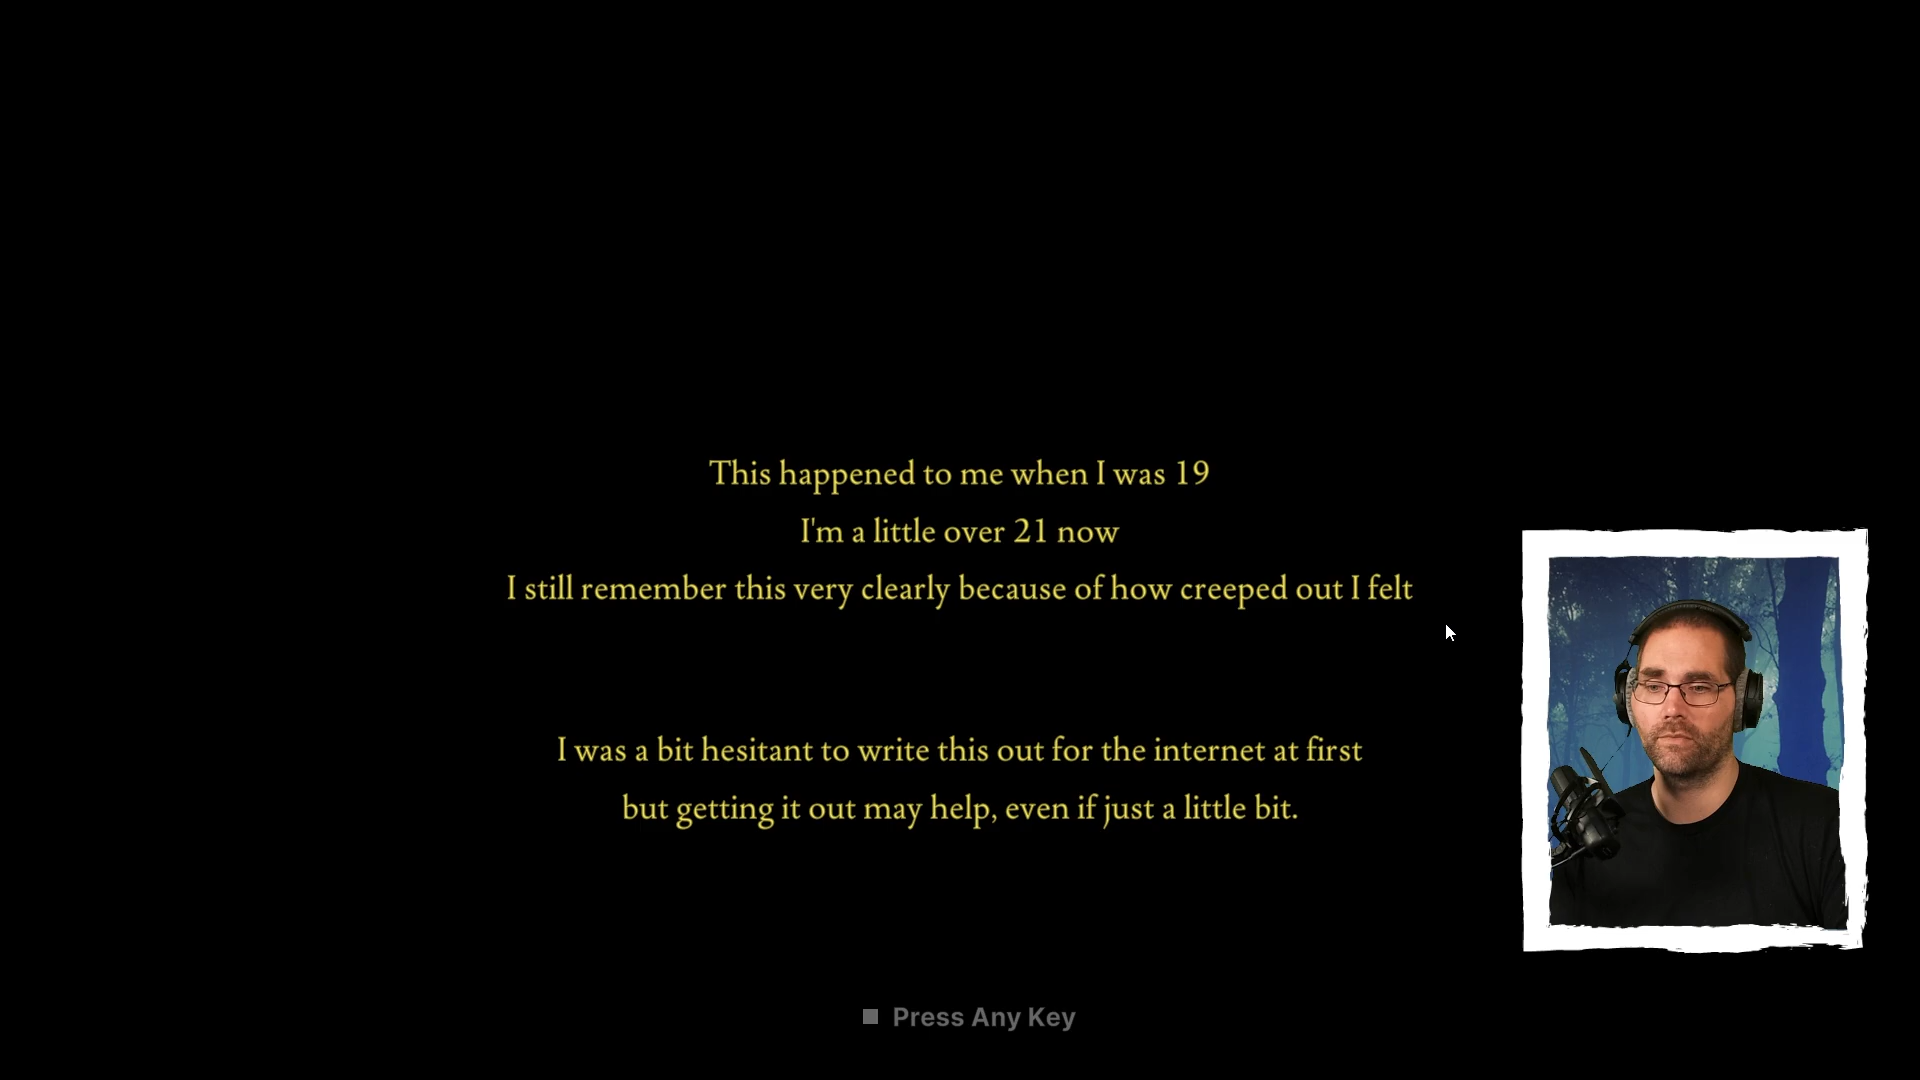 This happened to me when I was 19
I'm a little over 21 now
I still remember this very clearly because of how creeped out I felt
I was a bit hesitant to write this out for the internet at first
but getting it out may help, even if just a little bit.
Press Any Key